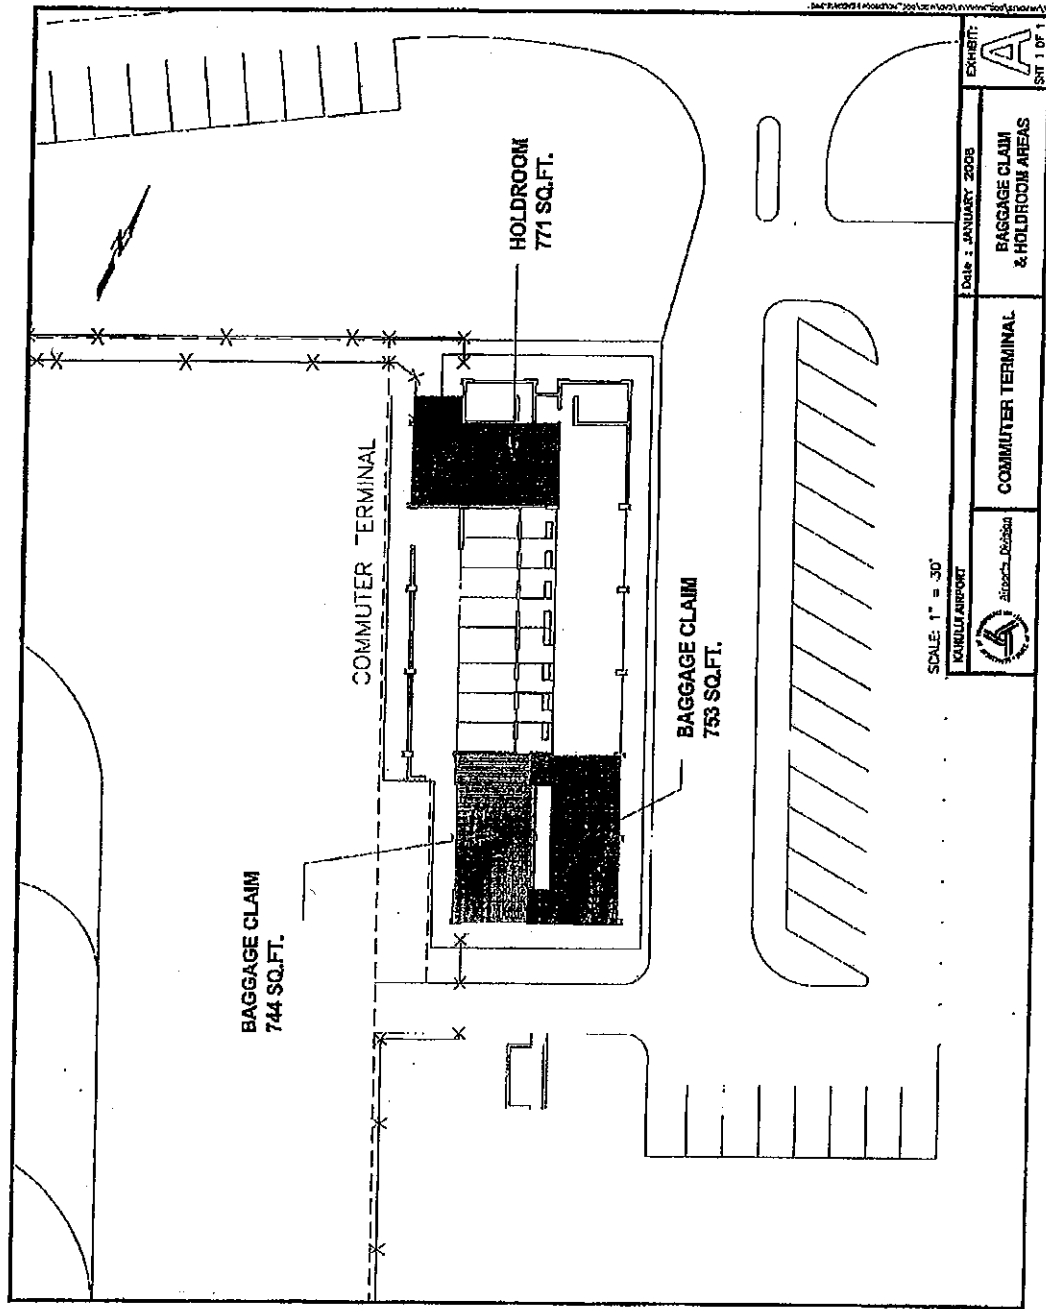 HOLDROOM
771 SQ.FT.
COMMUTER TERMINAL
BAGGAGE CLAIM
753 SQ.FT.
BAGGAGE CLAIM
744 SQ.FT.
SCALE: 1" = 30'
KAHULUI AIRPORT
Airports Division
COMMUTER TERMINAL
Date : JANUARY 2008
BAGGAGE CLAIM
& HOLDROOM AREAS
EXHIBIT:
A
SHT 1 OF 1